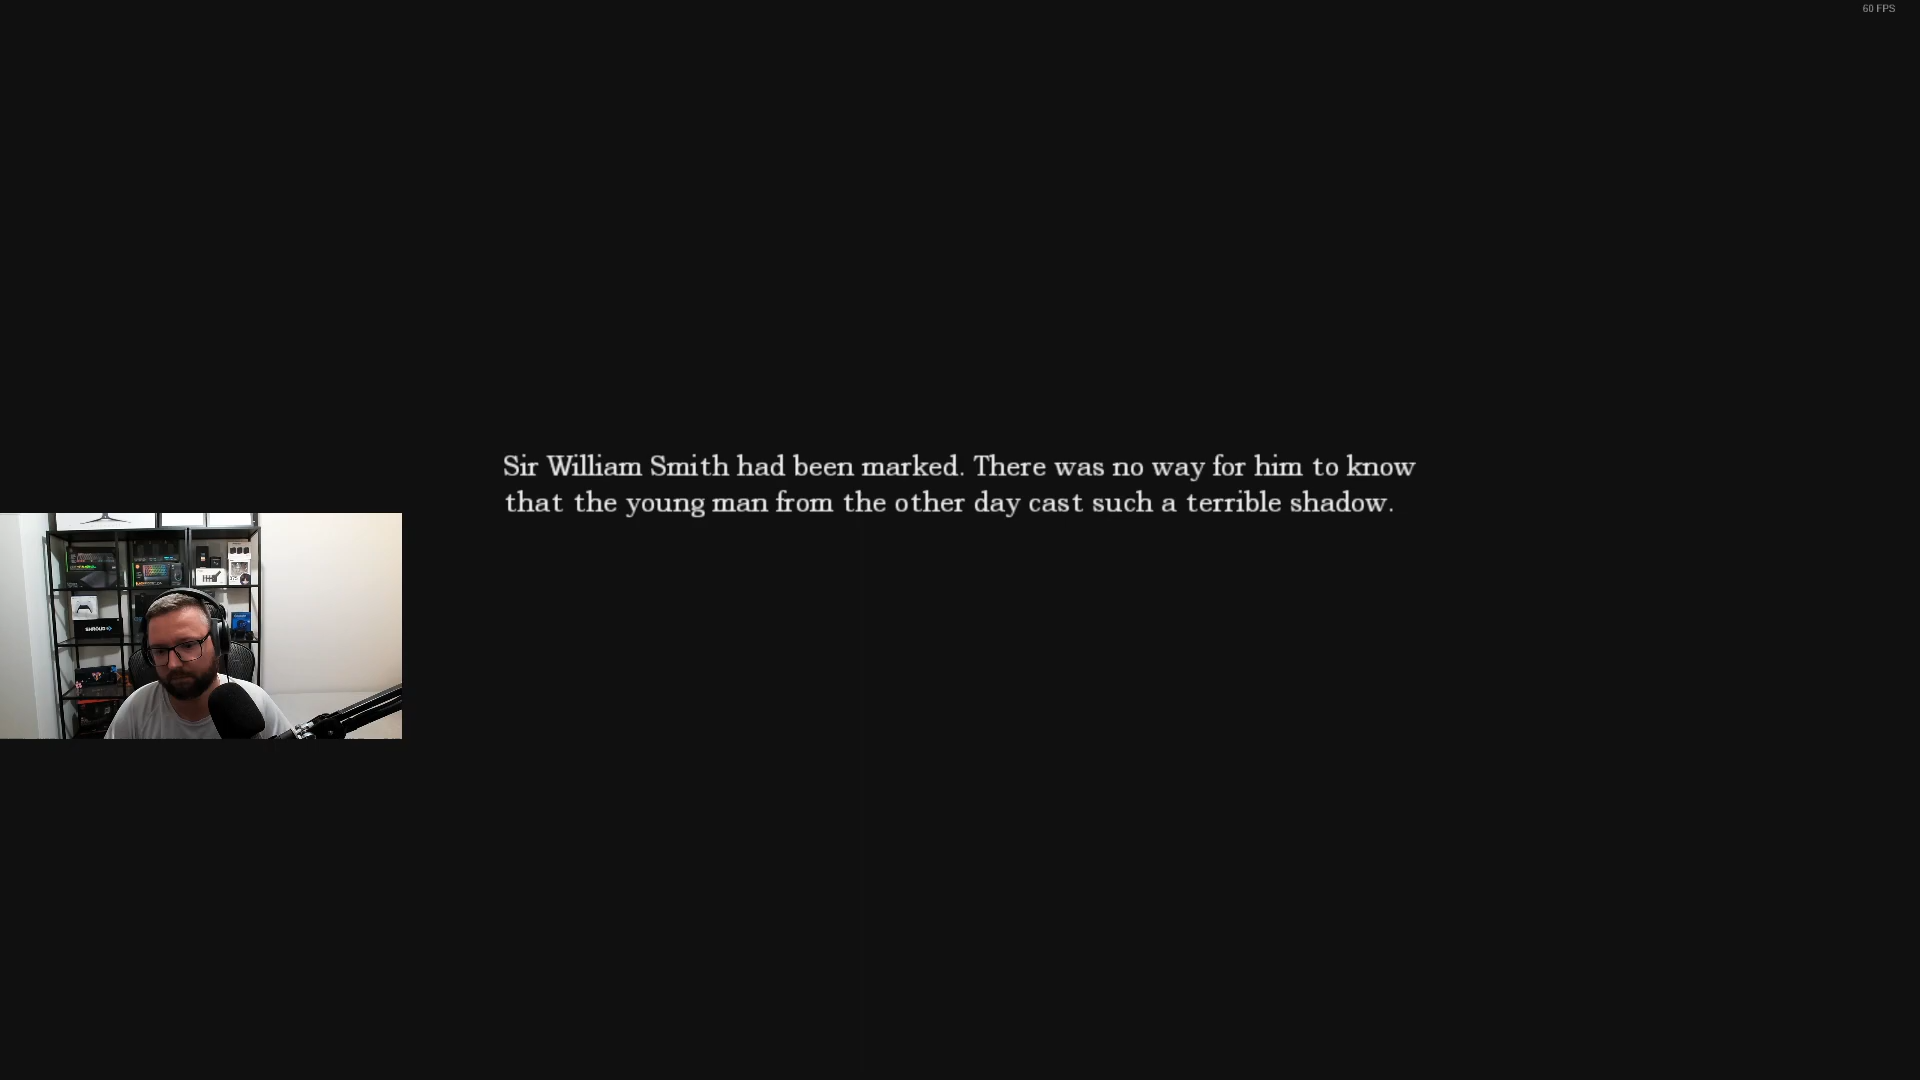 60 FPS
Sir William Smith had been marked. There was no way for him to know
that the young man from the other day cast such a terrible shadow.
SHROUD